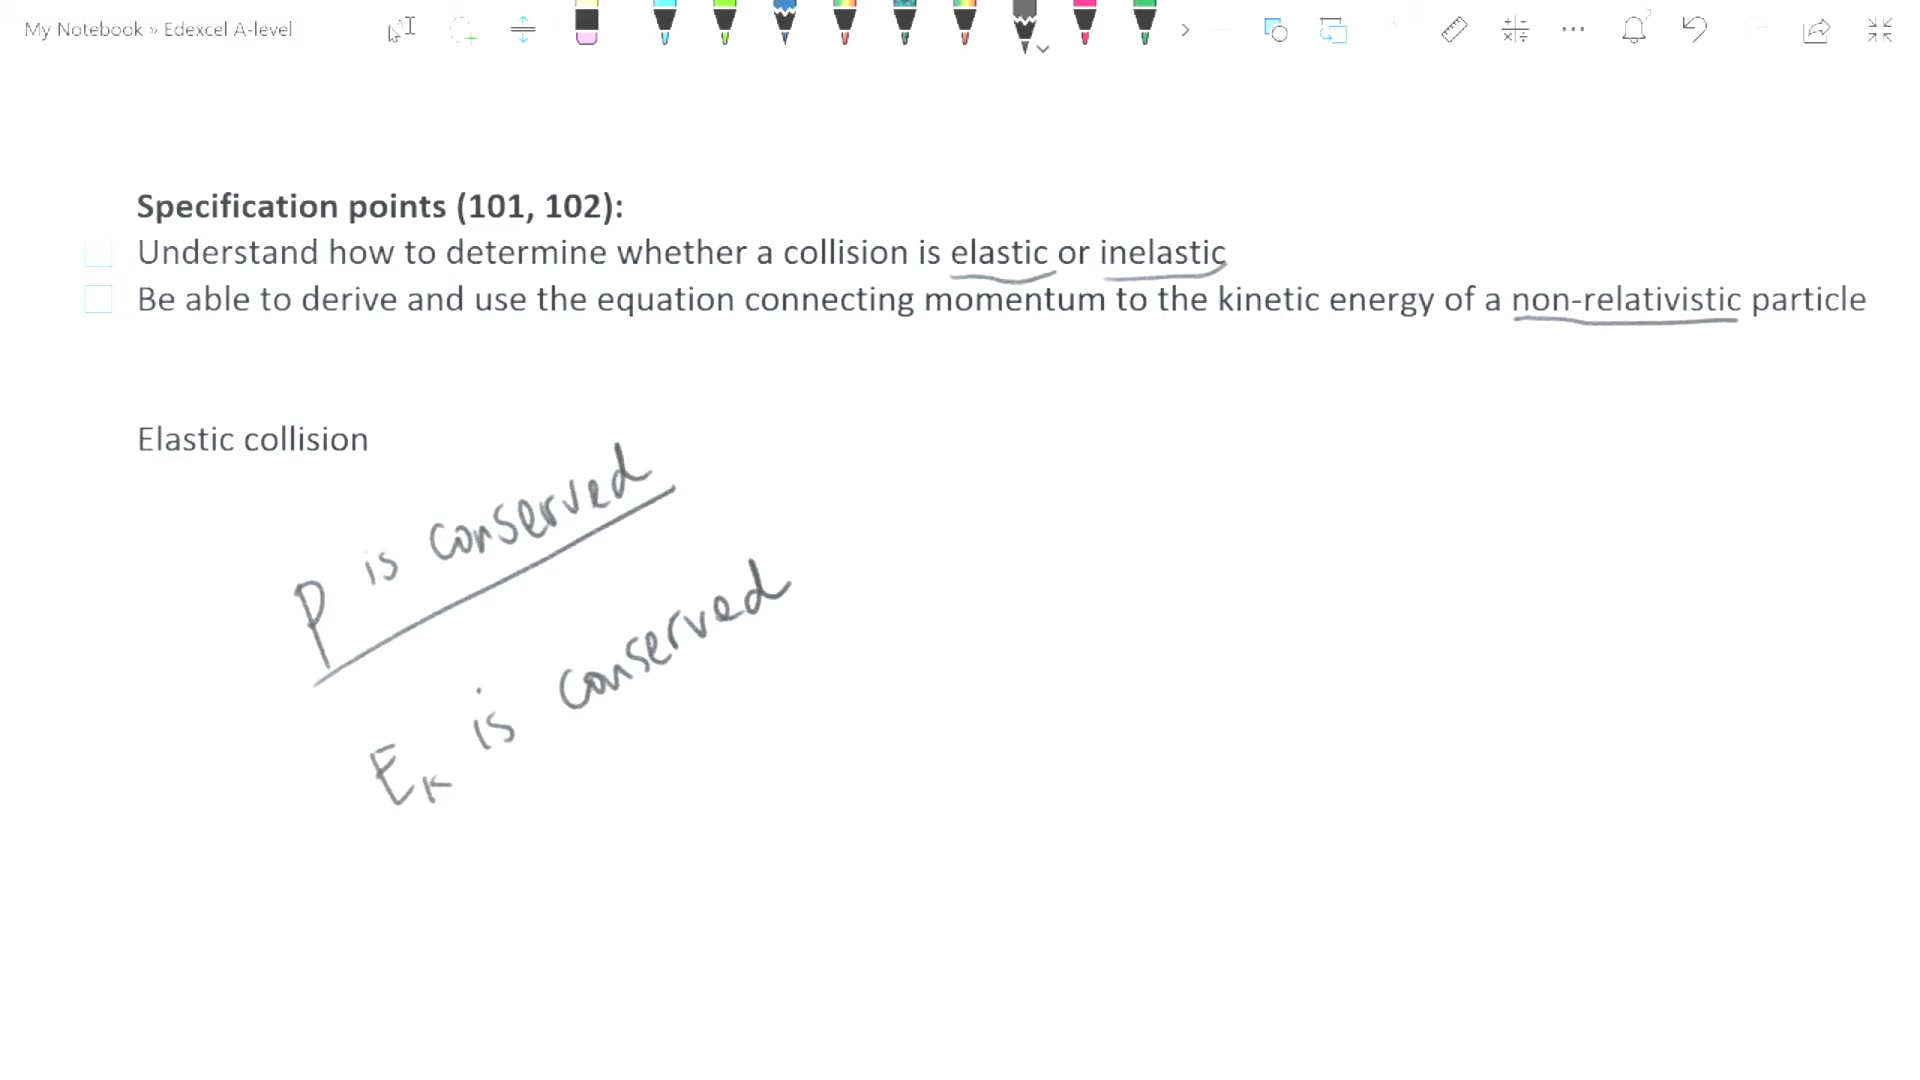 My Notebook » Edexcel A-level
Specification points (101, 102):
Understand how to determine whether a collision is elastic or inelastic
Be able to derive and use the equation connecting momentum to the kinetic energy of a non-relativistic particle
Elastic collision
P is conserved
Eₖ is conserved